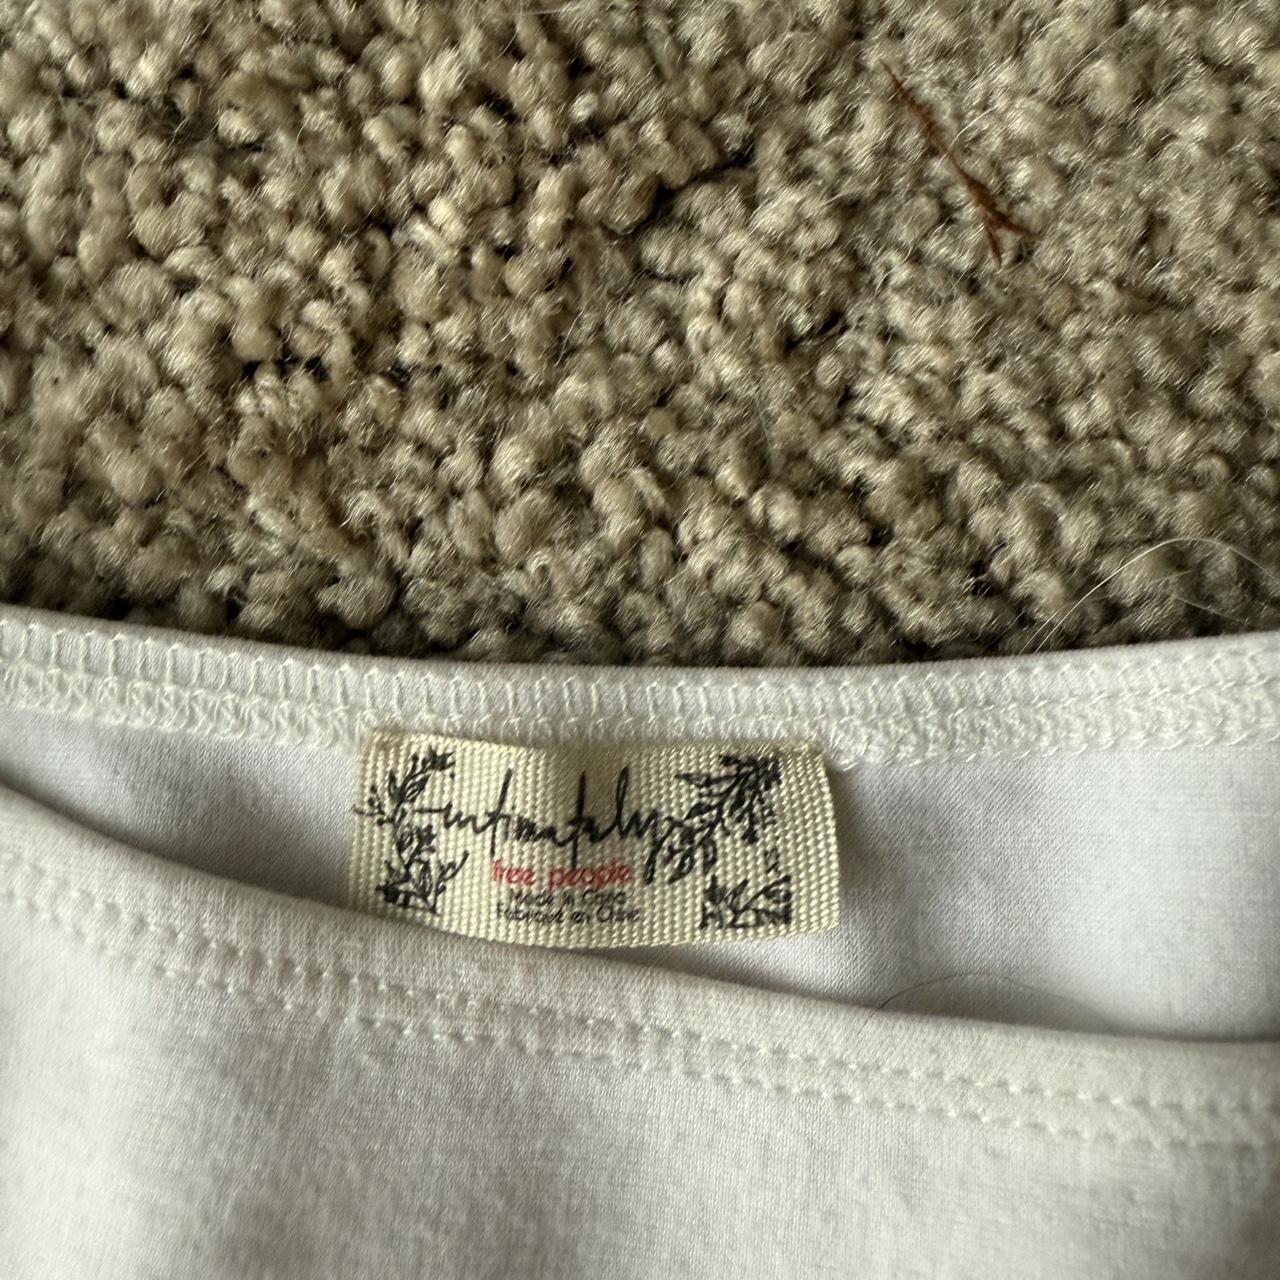 intimately
free people
Made in China
Fabriqué en Chine